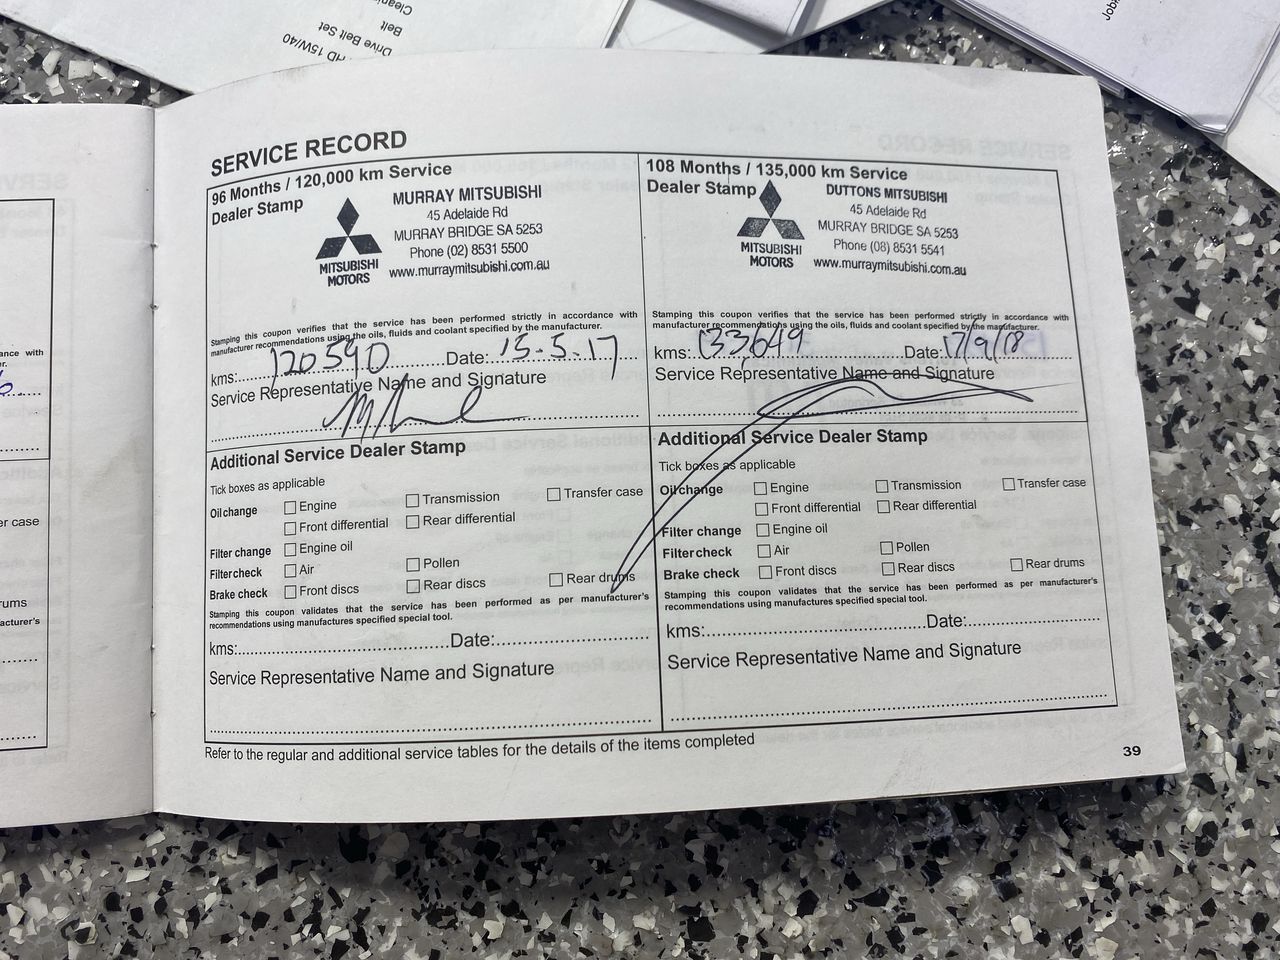 HD 15W/40
Drive Belt Set
Belt
SERVICE RECORD
96 Months / 120,000 km Service
Dealer Stamp
MITSUBISHI
MOTORS
MURRAY MITSUBISHI
45 Adelaide Rd
MURRAY BRIDGE SA 5253
Phone (02) 8531 5500
www.murraymitsubishi.com.au
Stamping this coupon verifies that the service has been performed strictly in accordance with
manufacturer recommendations using the oils, fluids and coolant specified by the manufacturer.
kms: 120590 Date: 15-5-17
Service Representative Name and Signature
Additional Service Dealer Stamp
Tick boxes as applicable
Oil change Engine Transmission Transfer case
Front differential Rear differential
Filter change Engine oil
Filter check Air Pollen
Brake check Front discs Rear discs Rear drums
Stamping this coupon validates that the service has been performed as per manufacturer's
recommendations using manufactures specified special tool.
kms: Date:
Service Representative Name and Signature
108 Months / 135,000 km Service
Dealer Stamp
MITSUBISHI
MOTORS
DUTTONS MITSUBISHI
45 Adelaide Rd
MURRAY BRIDGE SA 5253
Phone (08) 8531 5541
www.murraymitsubishi.com.au
Stamping this coupon verifies that the service has been performed strictly in accordance with
manufacturer recommendations using the oils, fluids and coolant specified by the manufacturer.
kms: 133649 Date: 17/9/18
Service Representative Name and Signature
Additional Service Dealer Stamp
Tick boxes as applicable
Oil change Engine Transmission Transfer case
Front differential Rear differential
Filter change Engine oil
Filter check Air Pollen
Brake check Front discs Rear discs Rear drums
Stamping this coupon validates that the service has been performed as per manufacturer's
recommendations using manufactures specified special tool.
kms: Date:
Service Representative Name and Signature
Refer to the regular and additional service tables for the details of the items completed
39